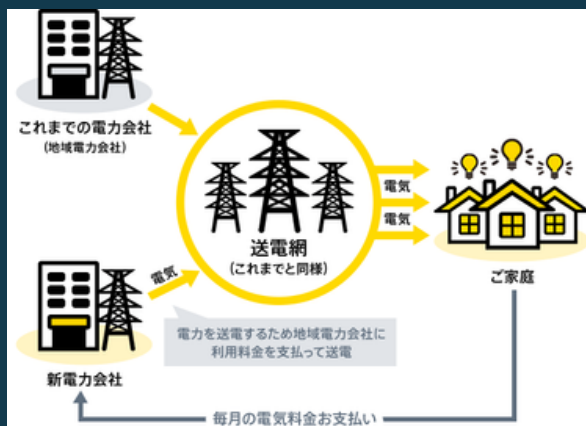 これまでの電力会社
(地域電力会社)
送電網
(これまでと同様)
電気
電気
ご家庭
電気
電力を送電するため地域電力会社に
利用料金を支払って送電
新電力会社
毎月の電気料金お支払い